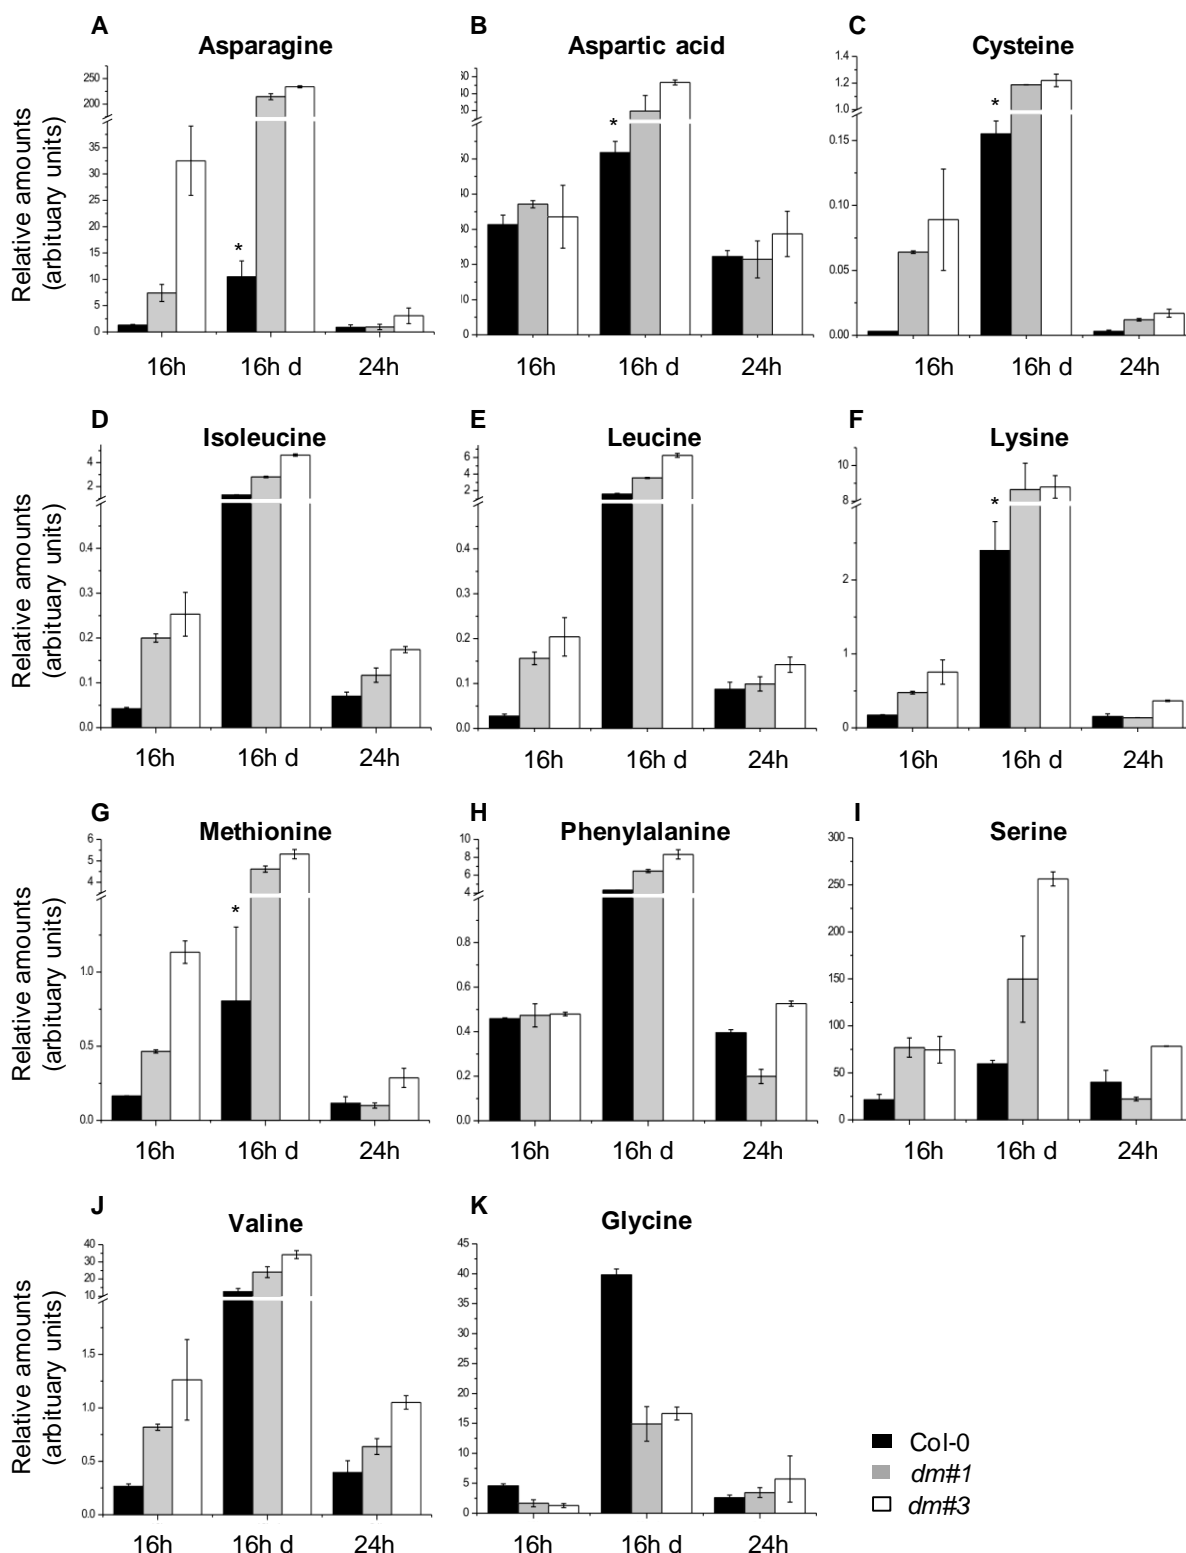 A
Asparagine
B
Aspartic acid
C
Cysteine
Relative amounts
(arbituary units)
250
200
35
30
25
20
15
10
5
0
*
16h
16h d
24h
20
0
*
16h
16h d
24h
1.4
1.2
1.0
0.15
0.10
0.05
0.00
*
16h
16h d
24h
D
Isoleucine
E
Leucine
F
Lysine
Relative amounts
(arbituary units)
4
2
0.4
0.3
0.2
0.1
0.0
16h
16h d
24h
6
4
2
0.4
0.3
0.2
0.1
0.0
16h
16h d
24h
10
8
2
1
0
*
16h
16h d
24h
G
Methionine
H
Phenylalanine
I
Serine
Relative amounts
(arbituary units)
6
5
4
1.0
0.5
0.0
*
16h
16h d
24h
10
8
6
4
0.8
0.6
0.4
0.2
0.0
16h
16h d
24h
300
250
200
150
100
50
0
16h
16h d
24h
J
Valine
K
Glycine
Relative amounts
(arbituary units)
40
30
20
10
1.5
1.0
0.5
0.0
16h
16h d
24h
45
40
35
30
25
20
15
10
5
0
16h
16h d
24h
Col-0
dm#1
dm#3